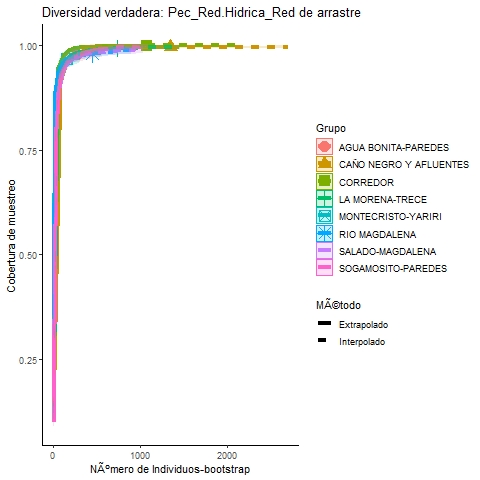 Diversidad verdadera: Pec_Red.Hidrica_Red de arrastre
1.00
0.75
0.50
0.25
Cobertura de muestreo
0
1000
2000
NÃºmero de Individuos-bootstrap
Grupo
AGUA BONITA-PAREDES
CAÑO NEGRO Y AFLUENTES
CORREDOR
LA MORENA-TRECE
MONTECRISTO-YARIRI
RIO MAGDALENA
SALADO-MAGDALENA
SOGAMOSITO-PAREDES
MÃ©todo
Extrapolado
Interpolado